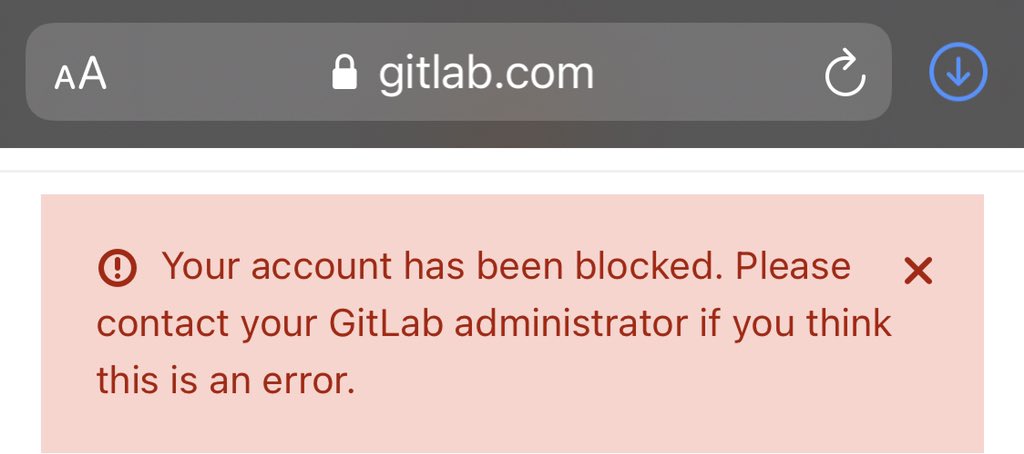 AA gitlab.com
Your account has been blocked. Please
contact your GitLab administrator if you think
this is an error.